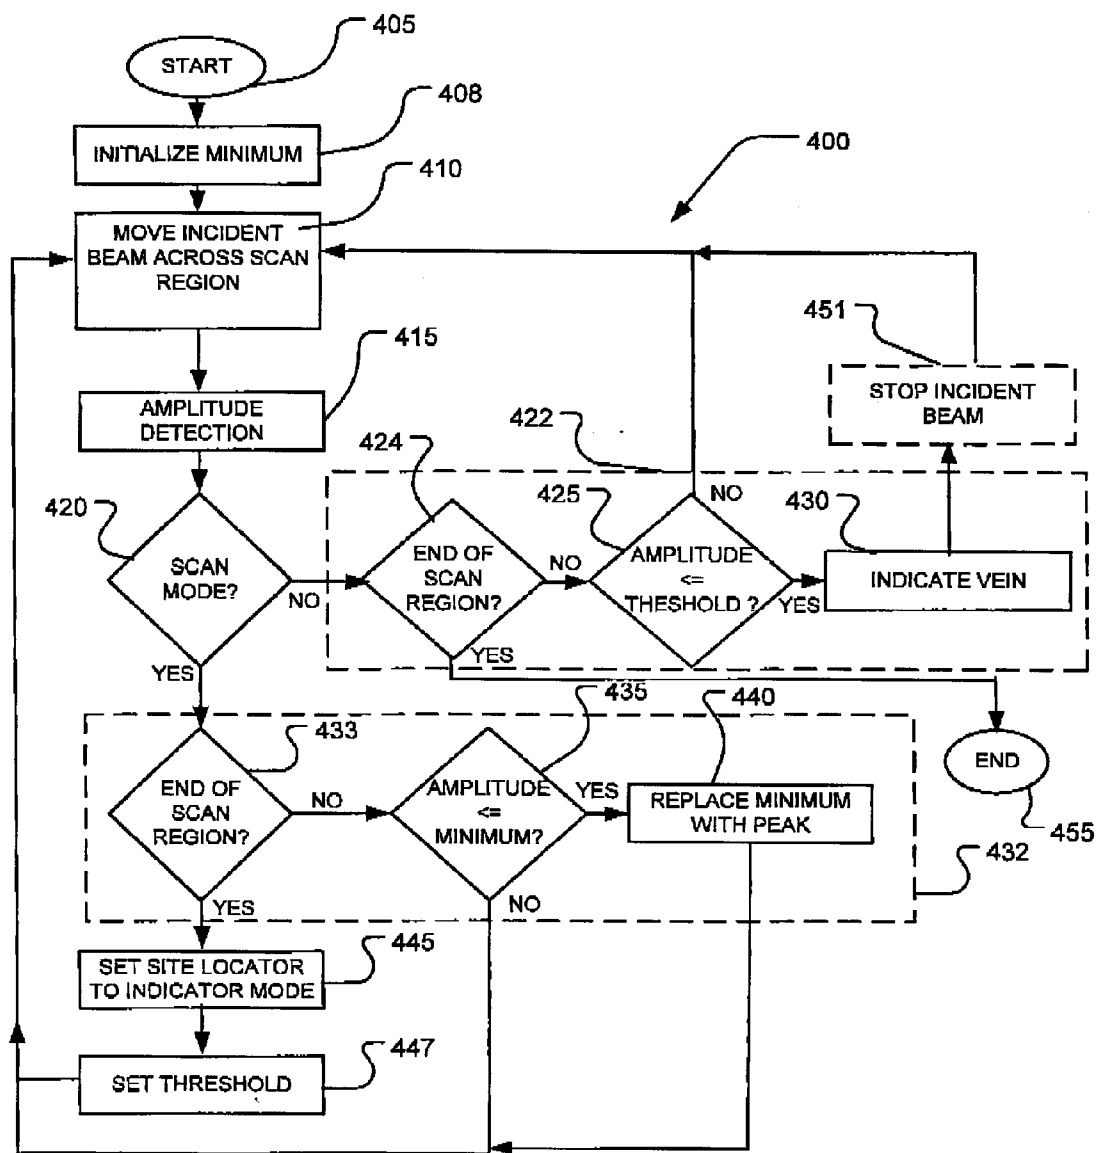 405
START
408
INITIALIZE MINIMUM
410
400
MOVE INCIDENT
BEAM ACROSS SCAN
REGION
451
415
STOP INCIDENT
BEAM
AMPLITUDE
DETECTION
422
424
NO
425
430
420
SCAN
MODE?
NO
END OF
SCAN
REGION?
NO
AMPLITUDE
<=
THESHOLD ?
YES
INDICATE VEIN
YES
YES
435
440
433
END OF
SCAN
REGION?
NO
AMPLITUDE
<=
MINIMUM?
YES
REPLACE MINIMUM
WITH PEAK
END
455
432
YES
NO
445
SET SITE LOCATOR
TO INDICATOR MODE
447
SET THRESHOLD